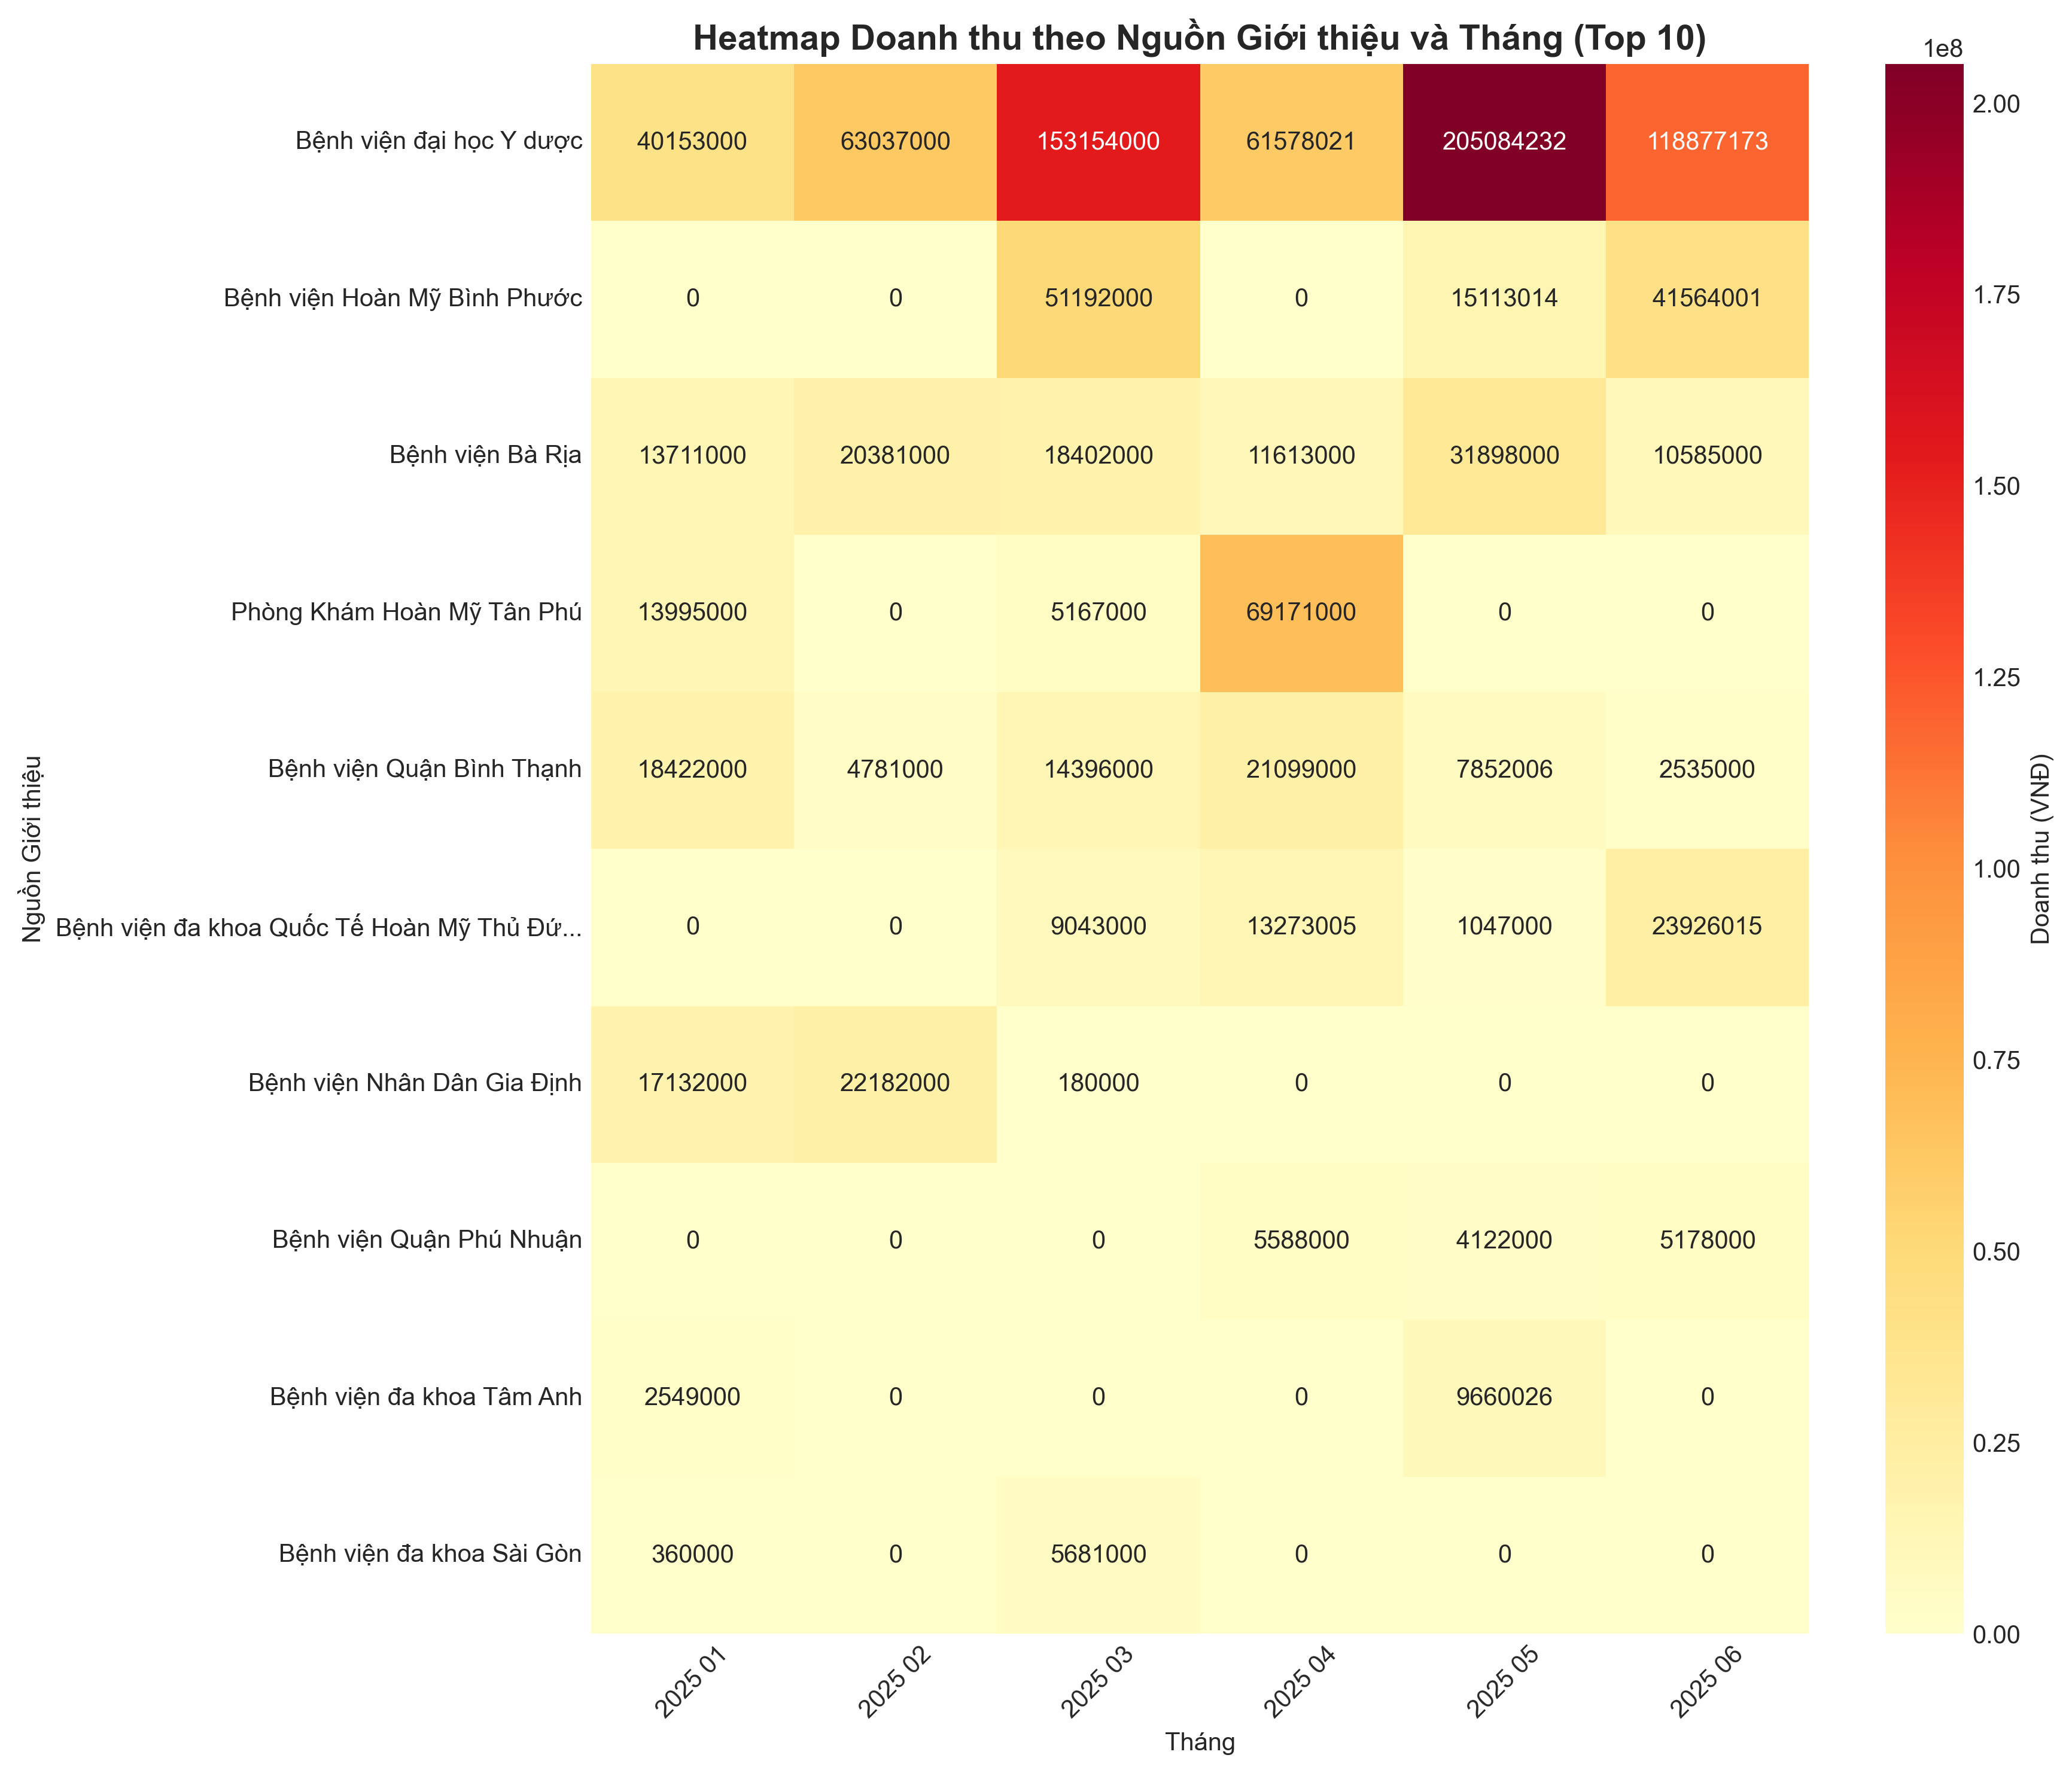 Heatmap Doanh thu theo Nguồn Giới thiệu và Tháng (Top 10)
1e8
Nguồn Giới thiệu
Bệnh viện đại học Y dược 40153000 63037000 153154000 61578021 205084232 118877173
Bệnh viện Hoàn Mỹ Bình Phước 0 0 51192000 0 15113014 41564001
Bệnh viện Bà Rịa 13711000 20381000 18402000 11613000 31898000 10585000
Phòng Khám Hoàn Mỹ Tân Phú 13995000 0 5167000 69171000 0 0
Bệnh viện Quận Bình Thạnh 18422000 4781000 14396000 21099000 7852006 2535000
Bệnh viện đa khoa Quốc Tế Hoàn Mỹ Thủ Đứ... 0 0 9043000 13273005 1047000 23926015
Bệnh viện Nhân Dân Gia Định 17132000 22182000 180000 0 0 0
Bệnh viện Quận Phú Nhuận 0 0 0 5588000 4122000 5178000
Bệnh viện đa khoa Tâm Anh 2549000 0 0 0 9660026 0
Bệnh viện đa khoa Sài Gòn 360000 0 5681000 0 0 0
2025 01 2025 02 2025 03 2025 04 2025 05 2025 06
Tháng
2.00
1.75
1.50
1.25
1.00
0.75
0.50
0.25
0.00
Doanh thu (VNĐ)